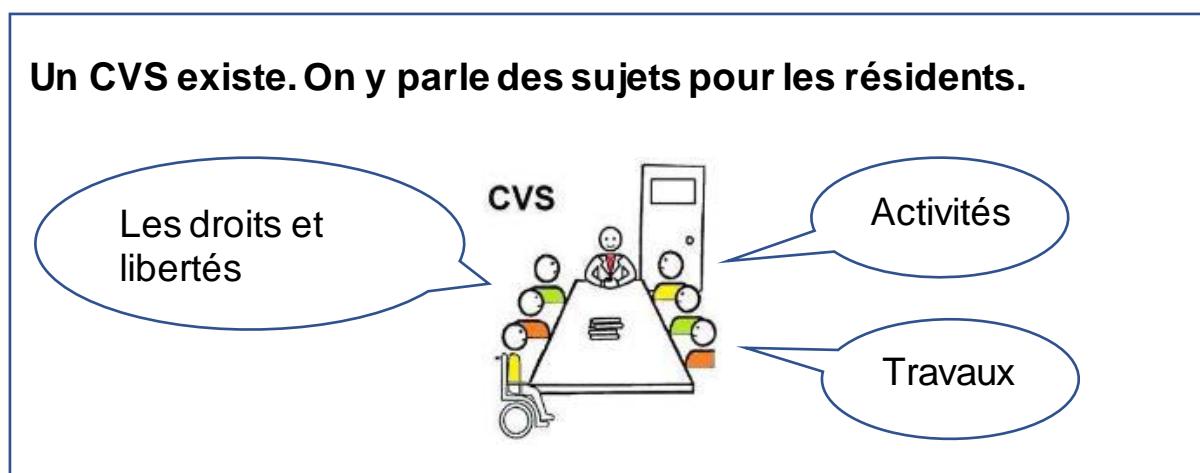 Un CVS existe. On y parle des sujets pour les résidents.
Les droits et
libertés
CVS
Activités
Travaux